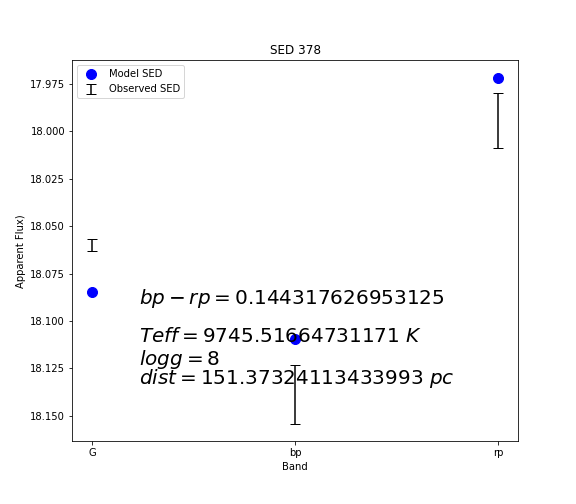 SED 378
Model SED
Observed SED
17.975
18.000
18.025
18.050
18.075
18.100
18.125
18.150
Apparent Flux)
bp − rp = 0.144317626953125
Teff = 9745.51664731171 K
logg = 8
dist = 151.37324113433993 pc
G
bp
rp
Band